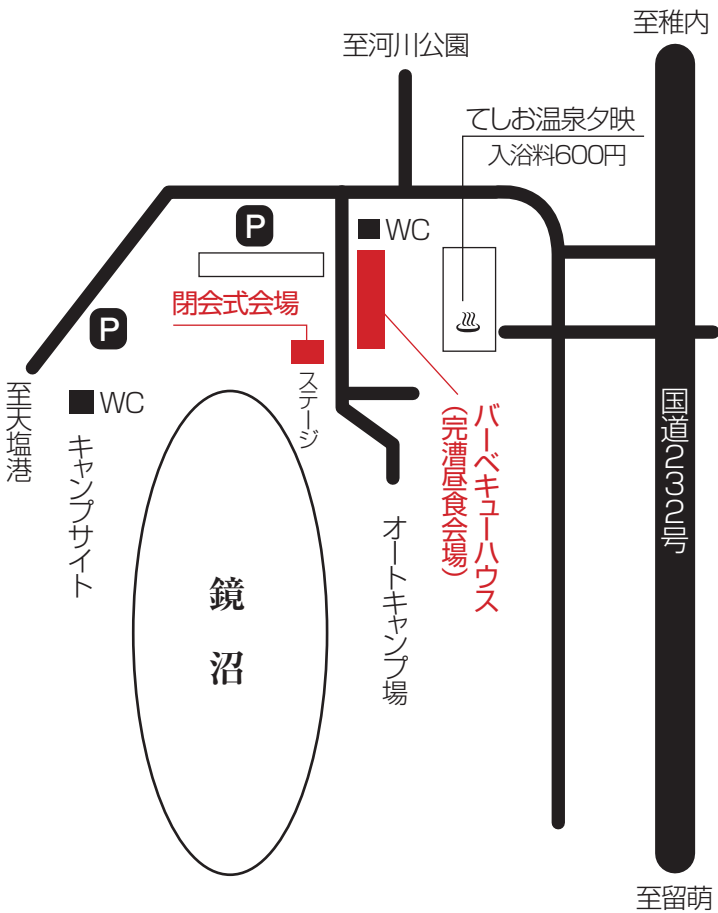 至稚内
至河川公園
てしお温泉夕映
入浴料600円
P
WC
閉会式会場
P
ステージ
至天塩港
WC
キャンプサイト
バーベキューハウス
(完漕昼食会場)
国道232号
オートキャンプ場
鏡沼
至留萌